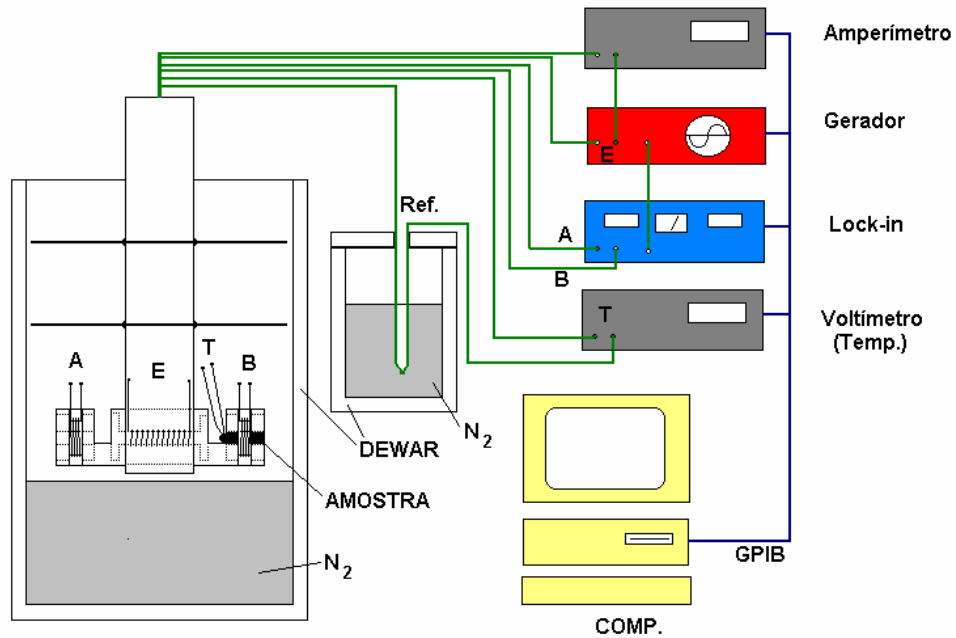 Amperímetro
Gerador
E
Ref.
Lock-in
A
B
T
Voltímetro
(Temp.)
A
E
T
B
N2
DEWAR
AMOSTRA
N2
GPIB
COMP.